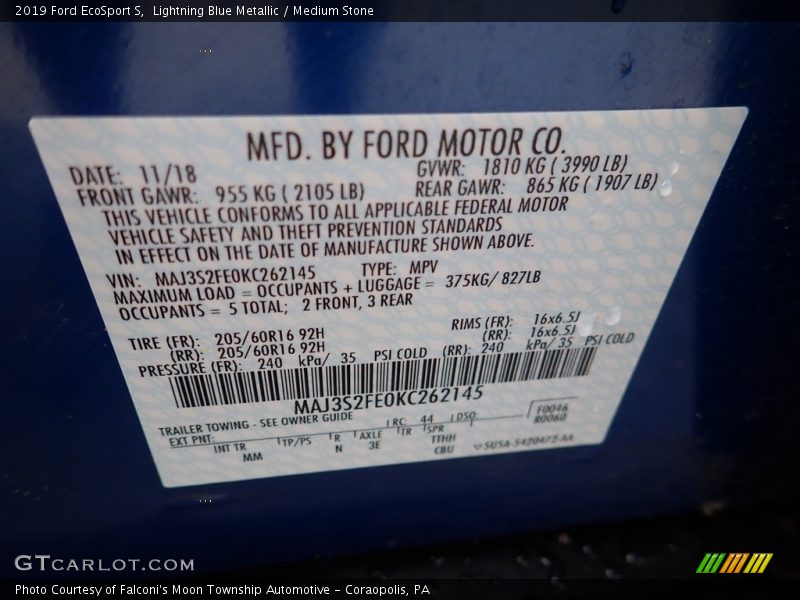 2019 Ford EcoSport S,  Lightning Blue Metallic / Medium Stone
MFD. BY FORD MOTOR CO.
DATE: 11/18 GVWR: 1810 KG ( 3990 LB)
FRONT GAWR: 955 KG ( 2105 LB) REAR GAWR: 865 KG ( 1907 LB)
THIS VEHICLE CONFORMS TO ALL APPLICABLE FEDERAL MOTOR
VEHICLE SAFETY AND THEFT PREVENTION STANDARDS
IN EFFECT ON THE DATE OF MANUFACTURE SHOWN ABOVE.
VIN: MAJ3S2FE0KC262145 TYPE: MPV
MAXIMUM LOAD = OCCUPANTS + LUGGAGE = 375KG/ 827LB
OCCUPANTS = 5 TOTAL; 2 FRONT, 3 REAR
TIRE (FR): 205/60R16 92H RIMS (FR): 16x6.5J
(RR): 205/60R16 92H (RR): 16x6.5J
PRESSURE (FR): 240 kPa/ 35 PSI COLD (RR): 240 kPa/ 35 PSI COLD
MAJ3S2FE0KC262145
TRAILER TOWING - SEE OWNER GUIDE RC: 44 DSO: F0046
R0060
EXT PNT: INT TR TP/PS R AXLE TR SPR
MM N 3E TTHH
CBU SU5A-5420472-AA
GTCARLOT.COM
Photo Courtesy of Falconi's Moon Township Automotive – Coraopolis, PA